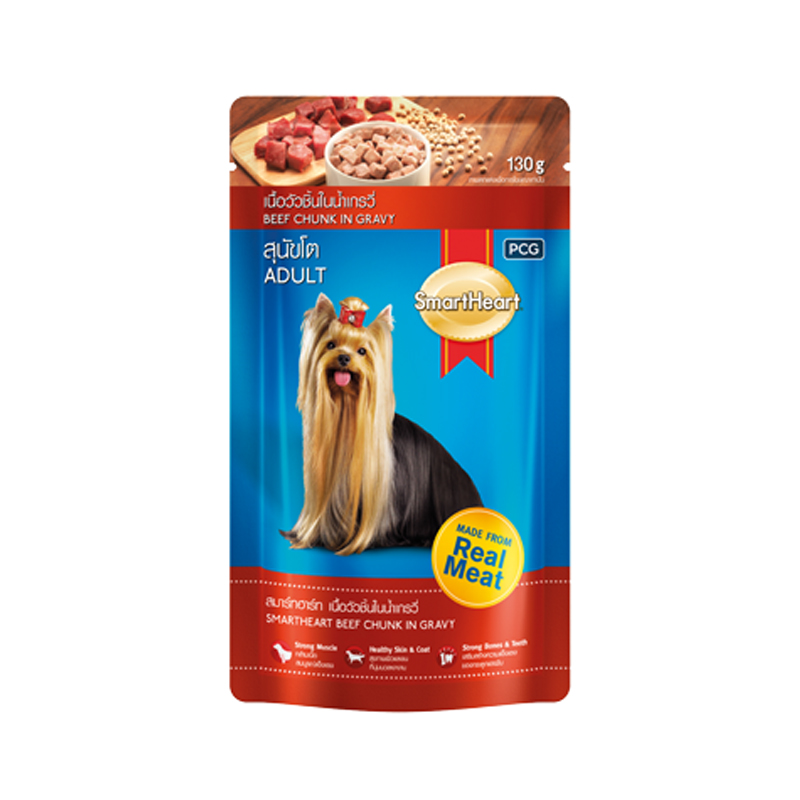 130 g
เนื้อวัวชิ้นในน้ำเกรวี่
BEEF CHUNK IN GRAVY
สุนัขโต
ADULT
PCG
SmartHeart
MADE FROM
Real
Meat
สมาร์ทฮาร์ท เนื้อวัวชิ้นในน้ำเกรวี่
SMARTHEART BEEF CHUNK IN GRAVY
Strong Muscle
Healthy Skin & Coat
Strong Bones & Teeth